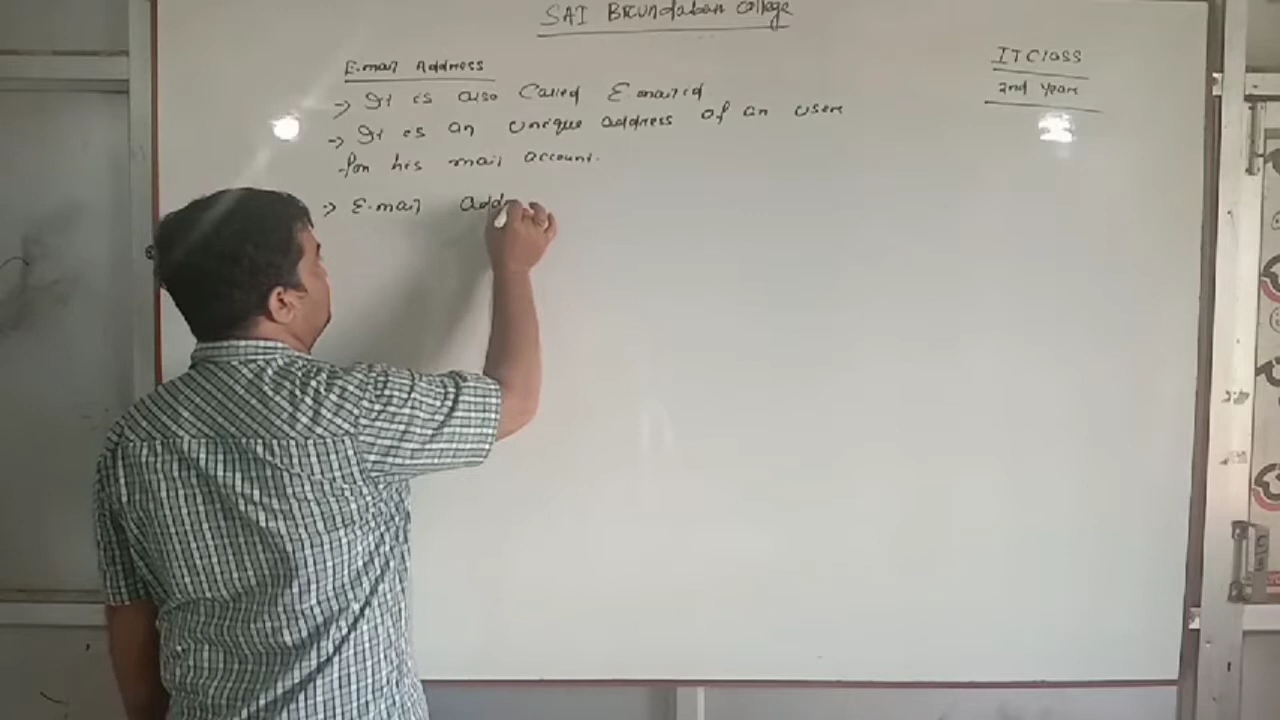 SAI Brundaban College
IT Class
2nd Year
E-mail Address
-> It is also Called E-mail id
-> It is an unique address of an user
for his mail account.
-> E-mail Add